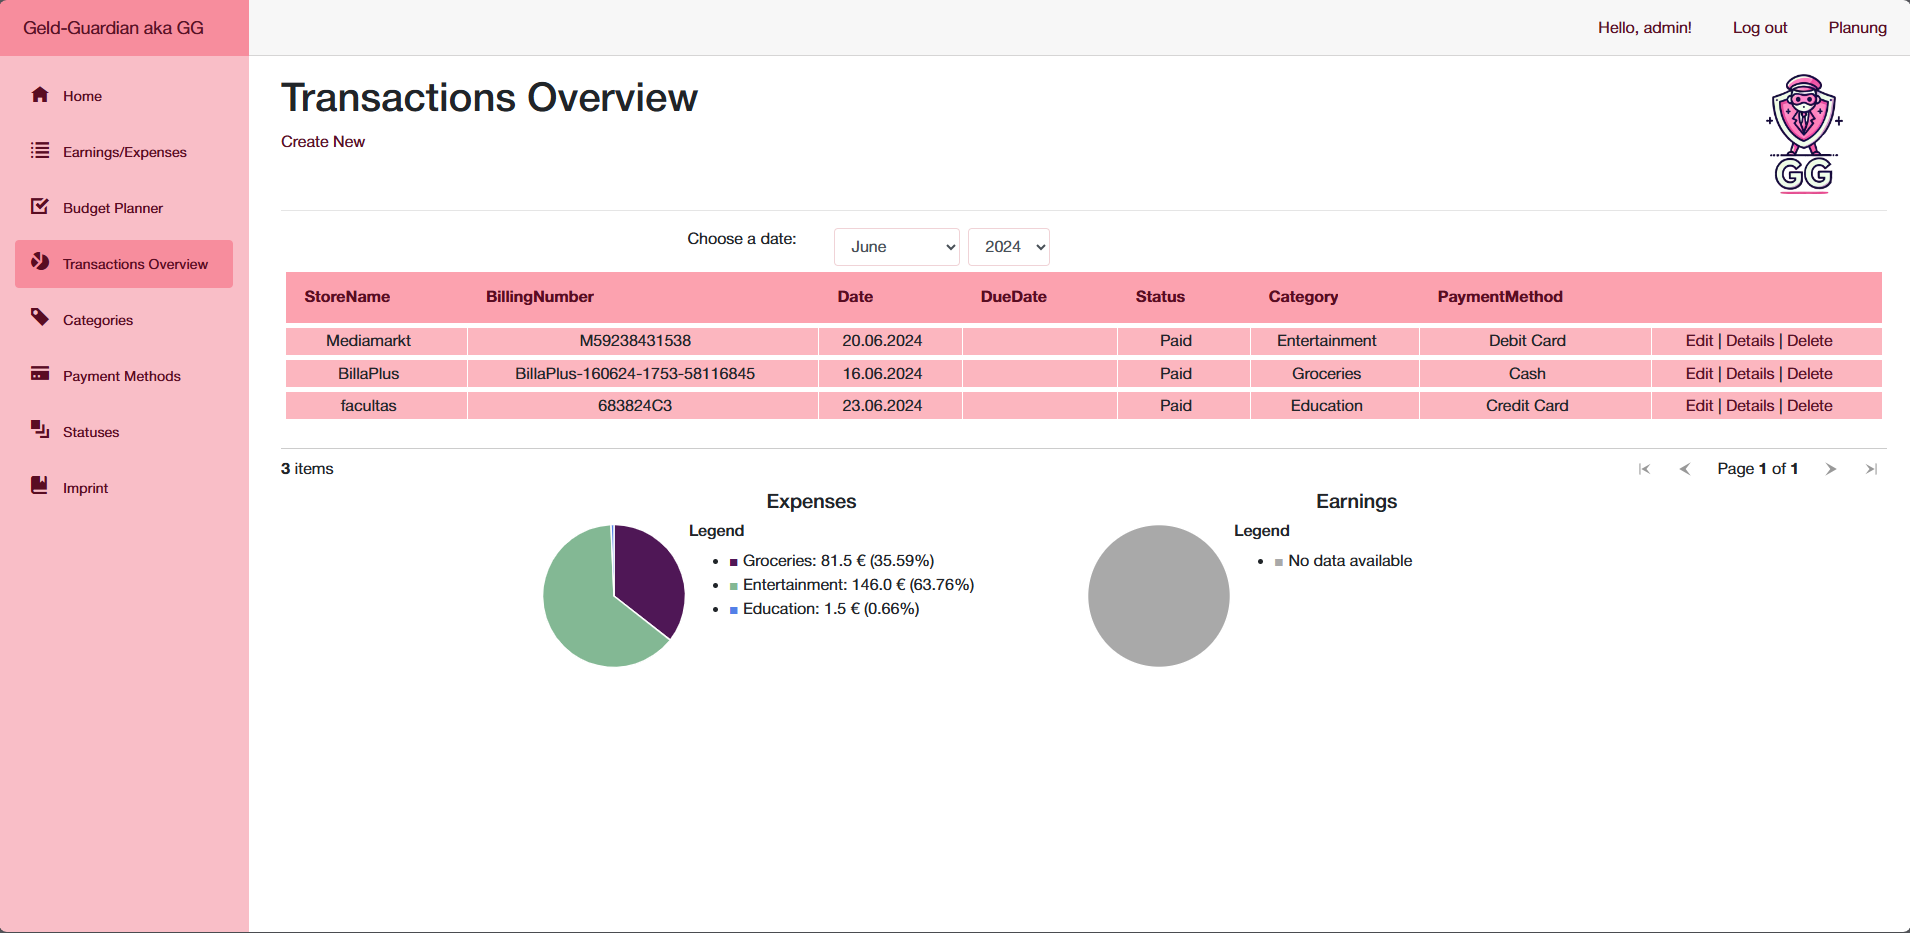 Geld-Guardian aka GG
Hello, admin!
Log out
Planung
Home
Earnings/Expenses
Budget Planner
Transactions Overview
Categories
Payment Methods
Statuses
Imprint
Transactions Overview
Create New
GG
Choose a date: June 2024
StoreName BillingNumber Date DueDate Status Category PaymentMethod
Mediamarkt M59238431538 20.06.2024 Paid Entertainment Debit Card Edit | Details | Delete
BillaPlus BillaPlus-160624-1753-58116845 16.06.2024 Paid Groceries Cash Edit | Details | Delete
facultas 683824C3 23.06.2024 Paid Education Credit Card Edit | Details | Delete
3 items
Page 1 of 1
Expenses
Legend
Groceries: 81.5 € (35.59%)
Entertainment: 146.0 € (63.76%)
Education: 1.5 € (0.66%)
Earnings
Legend
No data available